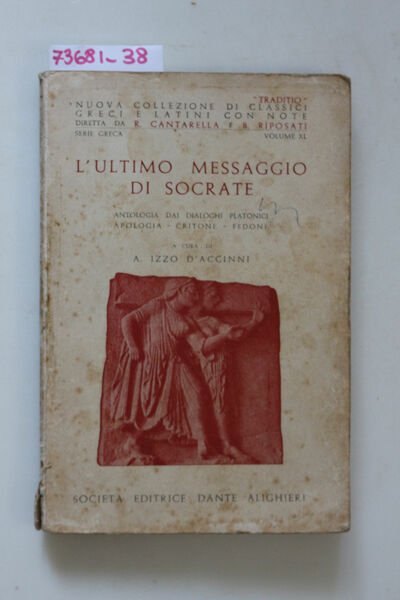 73681-38
"TRADITIO"
NUOVA COLLEZIONE DI CLASSICI
GRECI E LATINI CON NOTE
DIRETTA DA R. CANTARELLA E B. RIPOSATI
SERIE GRECA VOLUME XL
L'ULTIMO MESSAGGIO
DI SOCRATE
ANTOLOGIA DAI DIALOGHI PLATONICI
APOLOGIA - CRITONE - FEDONE
A CURA DI
A. IZZO D'ACCINNI
SOCIETÀ EDITRICE DANTE ALIGHIERI